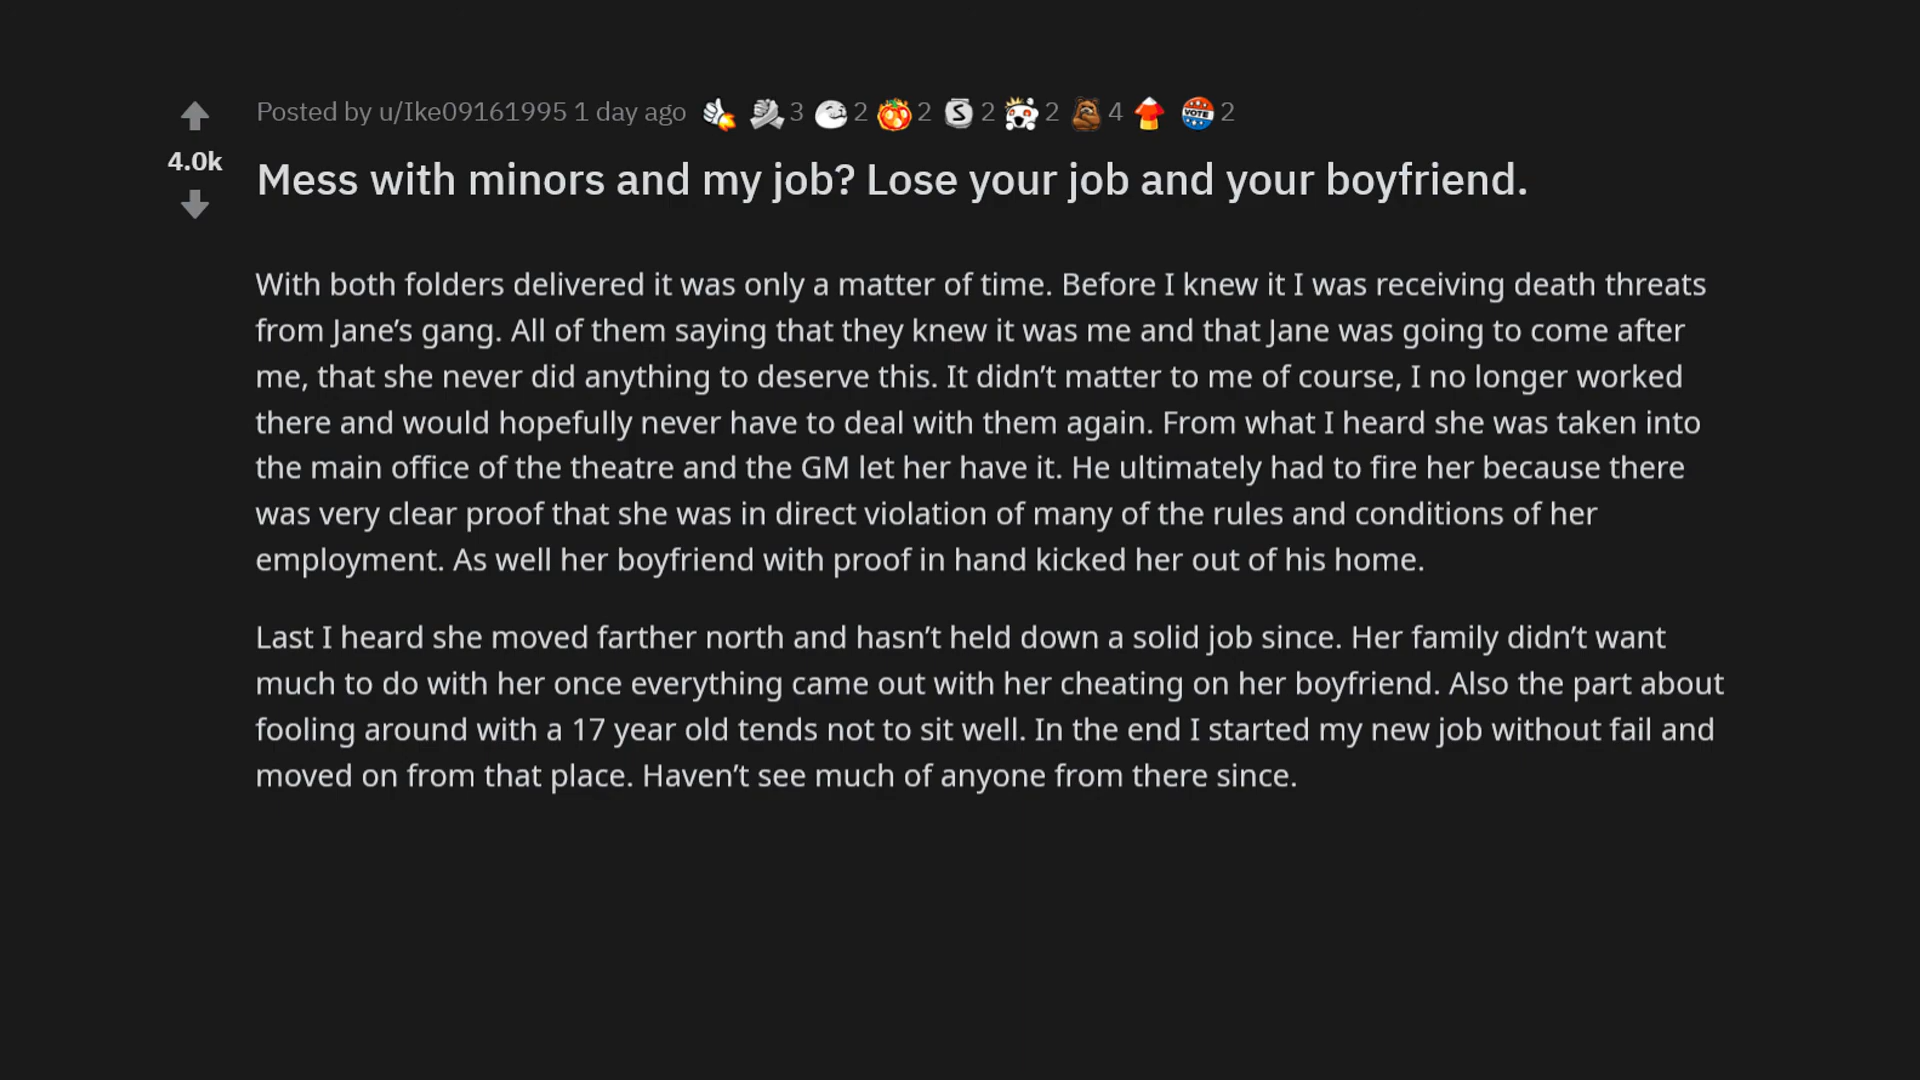 Posted by u/Ike09161995 1 day ago 3 2 2 S 2 2 4 VOTE 2
4.0k
Mess with minors and my job? Lose your job and your boyfriend.
With both folders delivered it was only a matter of time. Before I knew it I was receiving death threats
from Jane’s gang. All of them saying that they knew it was me and that Jane was going to come after
me, that she never did anything to deserve this. It didn’t matter to me of course, I no longer worked
there and would hopefully never have to deal with them again. From what I heard she was taken into
the main office of the theatre and the GM let her have it. He ultimately had to fire her because there
was very clear proof that she was in direct violation of many of the rules and conditions of her
employment. As well her boyfriend with proof in hand kicked her out of his home.
Last I heard she moved farther north and hasn’t held down a solid job since. Her family didn’t want
much to do with her once everything came out with her cheating on her boyfriend. Also the part about
fooling around with a 17 year old tends not to sit well. In the end I started my new job without fail and
moved on from that place. Haven’t see much of anyone from there since.